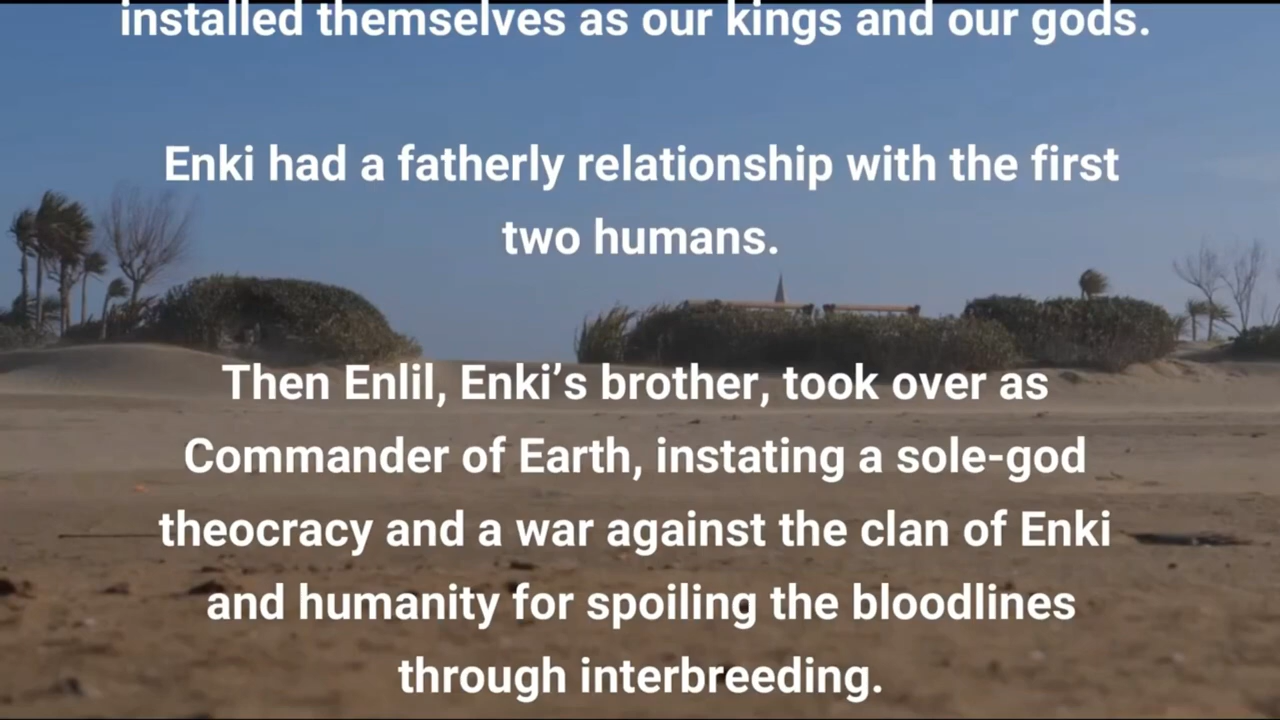 installed themselves as our kings and our gods.
Enki had a fatherly relationship with the first
two humans.
Then Enlil, Enki’s brother, took over as
Commander of Earth, instating a sole-god
theocracy and a war against the clan of Enki
and humanity for spoiling the bloodlines
through interbreeding.